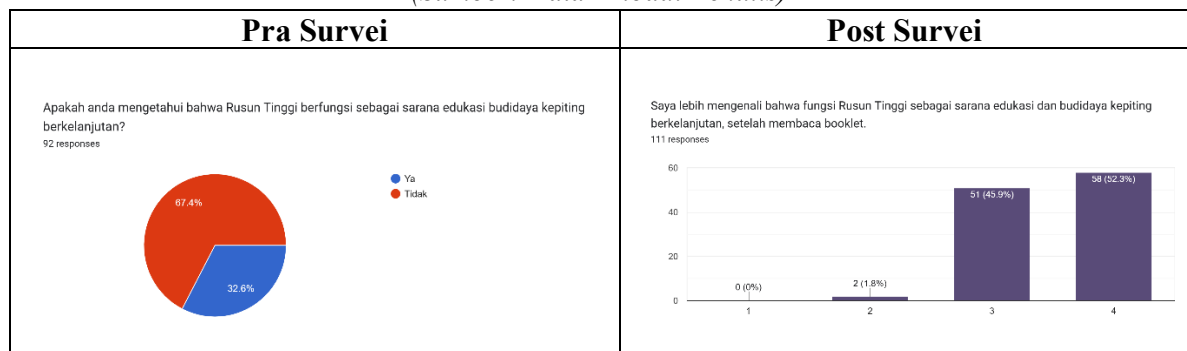 Pra Survei
Post Survei
Apakah anda mengetahui bahwa Rusun Tinggi berfungsi sebagai sarana edukasi budidaya kepiting
berkelanjutan?
92 responses
Ya
Tidak
67.4%
32.6%
Saya lebih mengenali bahwa fungsi Rusun Tinggi sebagai sarana edukasi dan budidaya kepiting
berkelanjutan, setelah membaca booklet.
111 responses
60
40
20
0
0 (0%)
2 (1.8%)
51 (45.9%)
58 (52.3%)
1
2
3
4